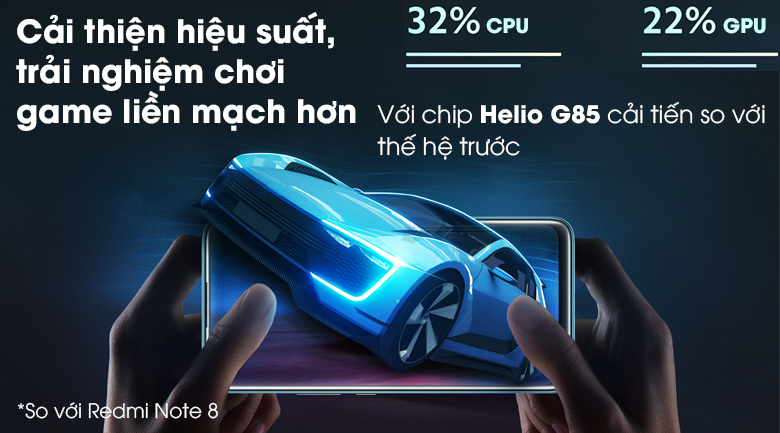 Cải thiện hiệu suất,
trải nghiệm chơi
game liền mạch hơn
32% CPU
22% GPU
Với chip Helio G85 cải tiến so với
thế hệ trước
*So với Redmi Note 8